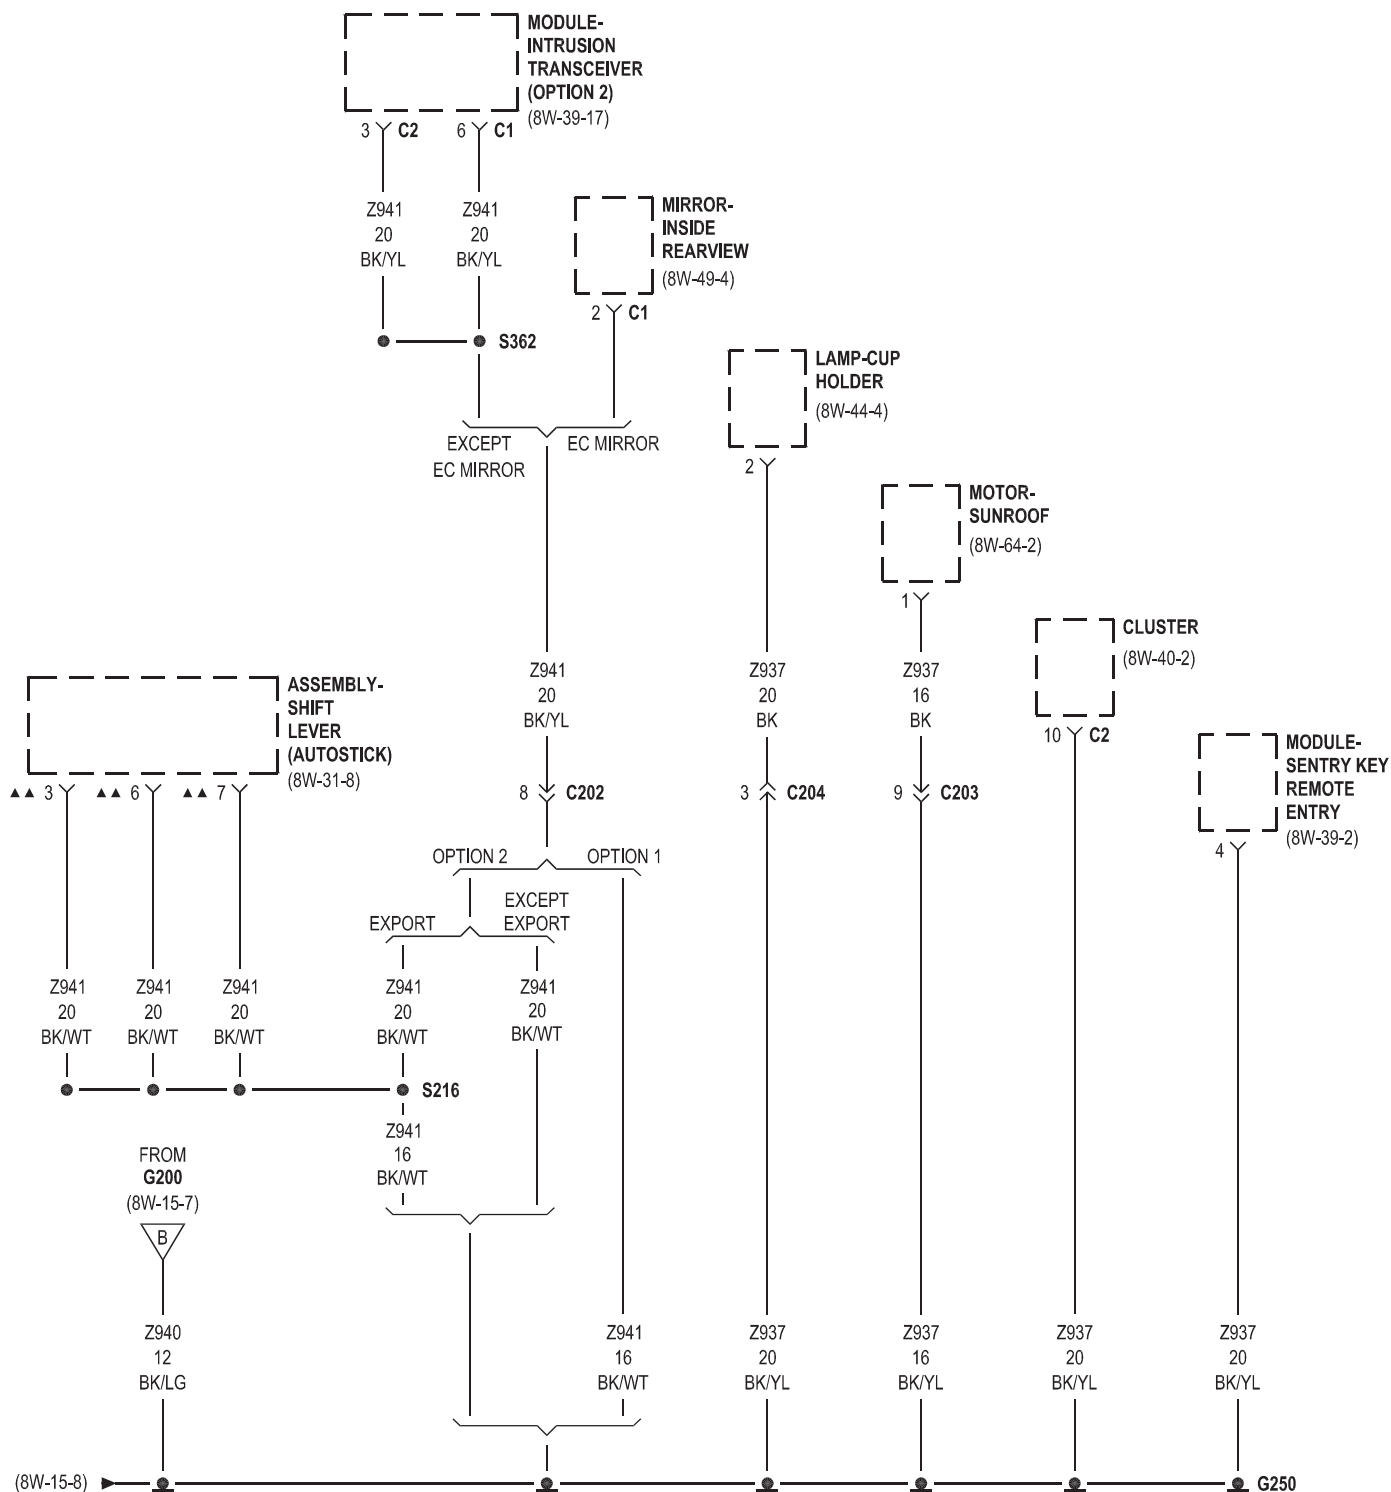 MODULE-
INTRUSION
TRANSCEIVER
(OPTION 2)
(8W-39-17)
3 C2
6 C1
Z941
20
BK/YL
Z941
20
BK/YL
S362
MIRROR-
INSIDE
REARVIEW
(8W-49-4)
2 C1
EXCEPT
EC MIRROR
EC MIRROR
LAMP-CUP
HOLDER
(8W-44-4)
2
MOTOR-
SUNROOF
(8W-64-2)
1
CLUSTER
(8W-40-2)
10 C2
MODULE-
SENTRY KEY
REMOTE
ENTRY
(8W-39-2)
4
Z941
20
BK/YL
Z937
20
BK
Z937
16
BK
ASSEMBLY-
SHIFT
LEVER
(AUTOSTICK)
(8W-31-8)
▲▲ 3
▲▲ 6
▲▲ 7
8 C202
3 C204
9 C203
OPTION 2
OPTION 1
EXPORT
EXCEPT
EXPORT
Z941
20
BK/WT
Z941
20
BK/WT
Z941
20
BK/WT
Z941
20
BK/WT
Z941
20
BK/WT
S216
Z941
16
BK/WT
FROM
G200
(8W-15-7)
B
Z940
12
BK/LG
Z941
16
BK/WT
Z937
20
BK/YL
Z937
16
BK/YL
Z937
20
BK/YL
Z937
20
BK/YL
(8W-15-8)
G250